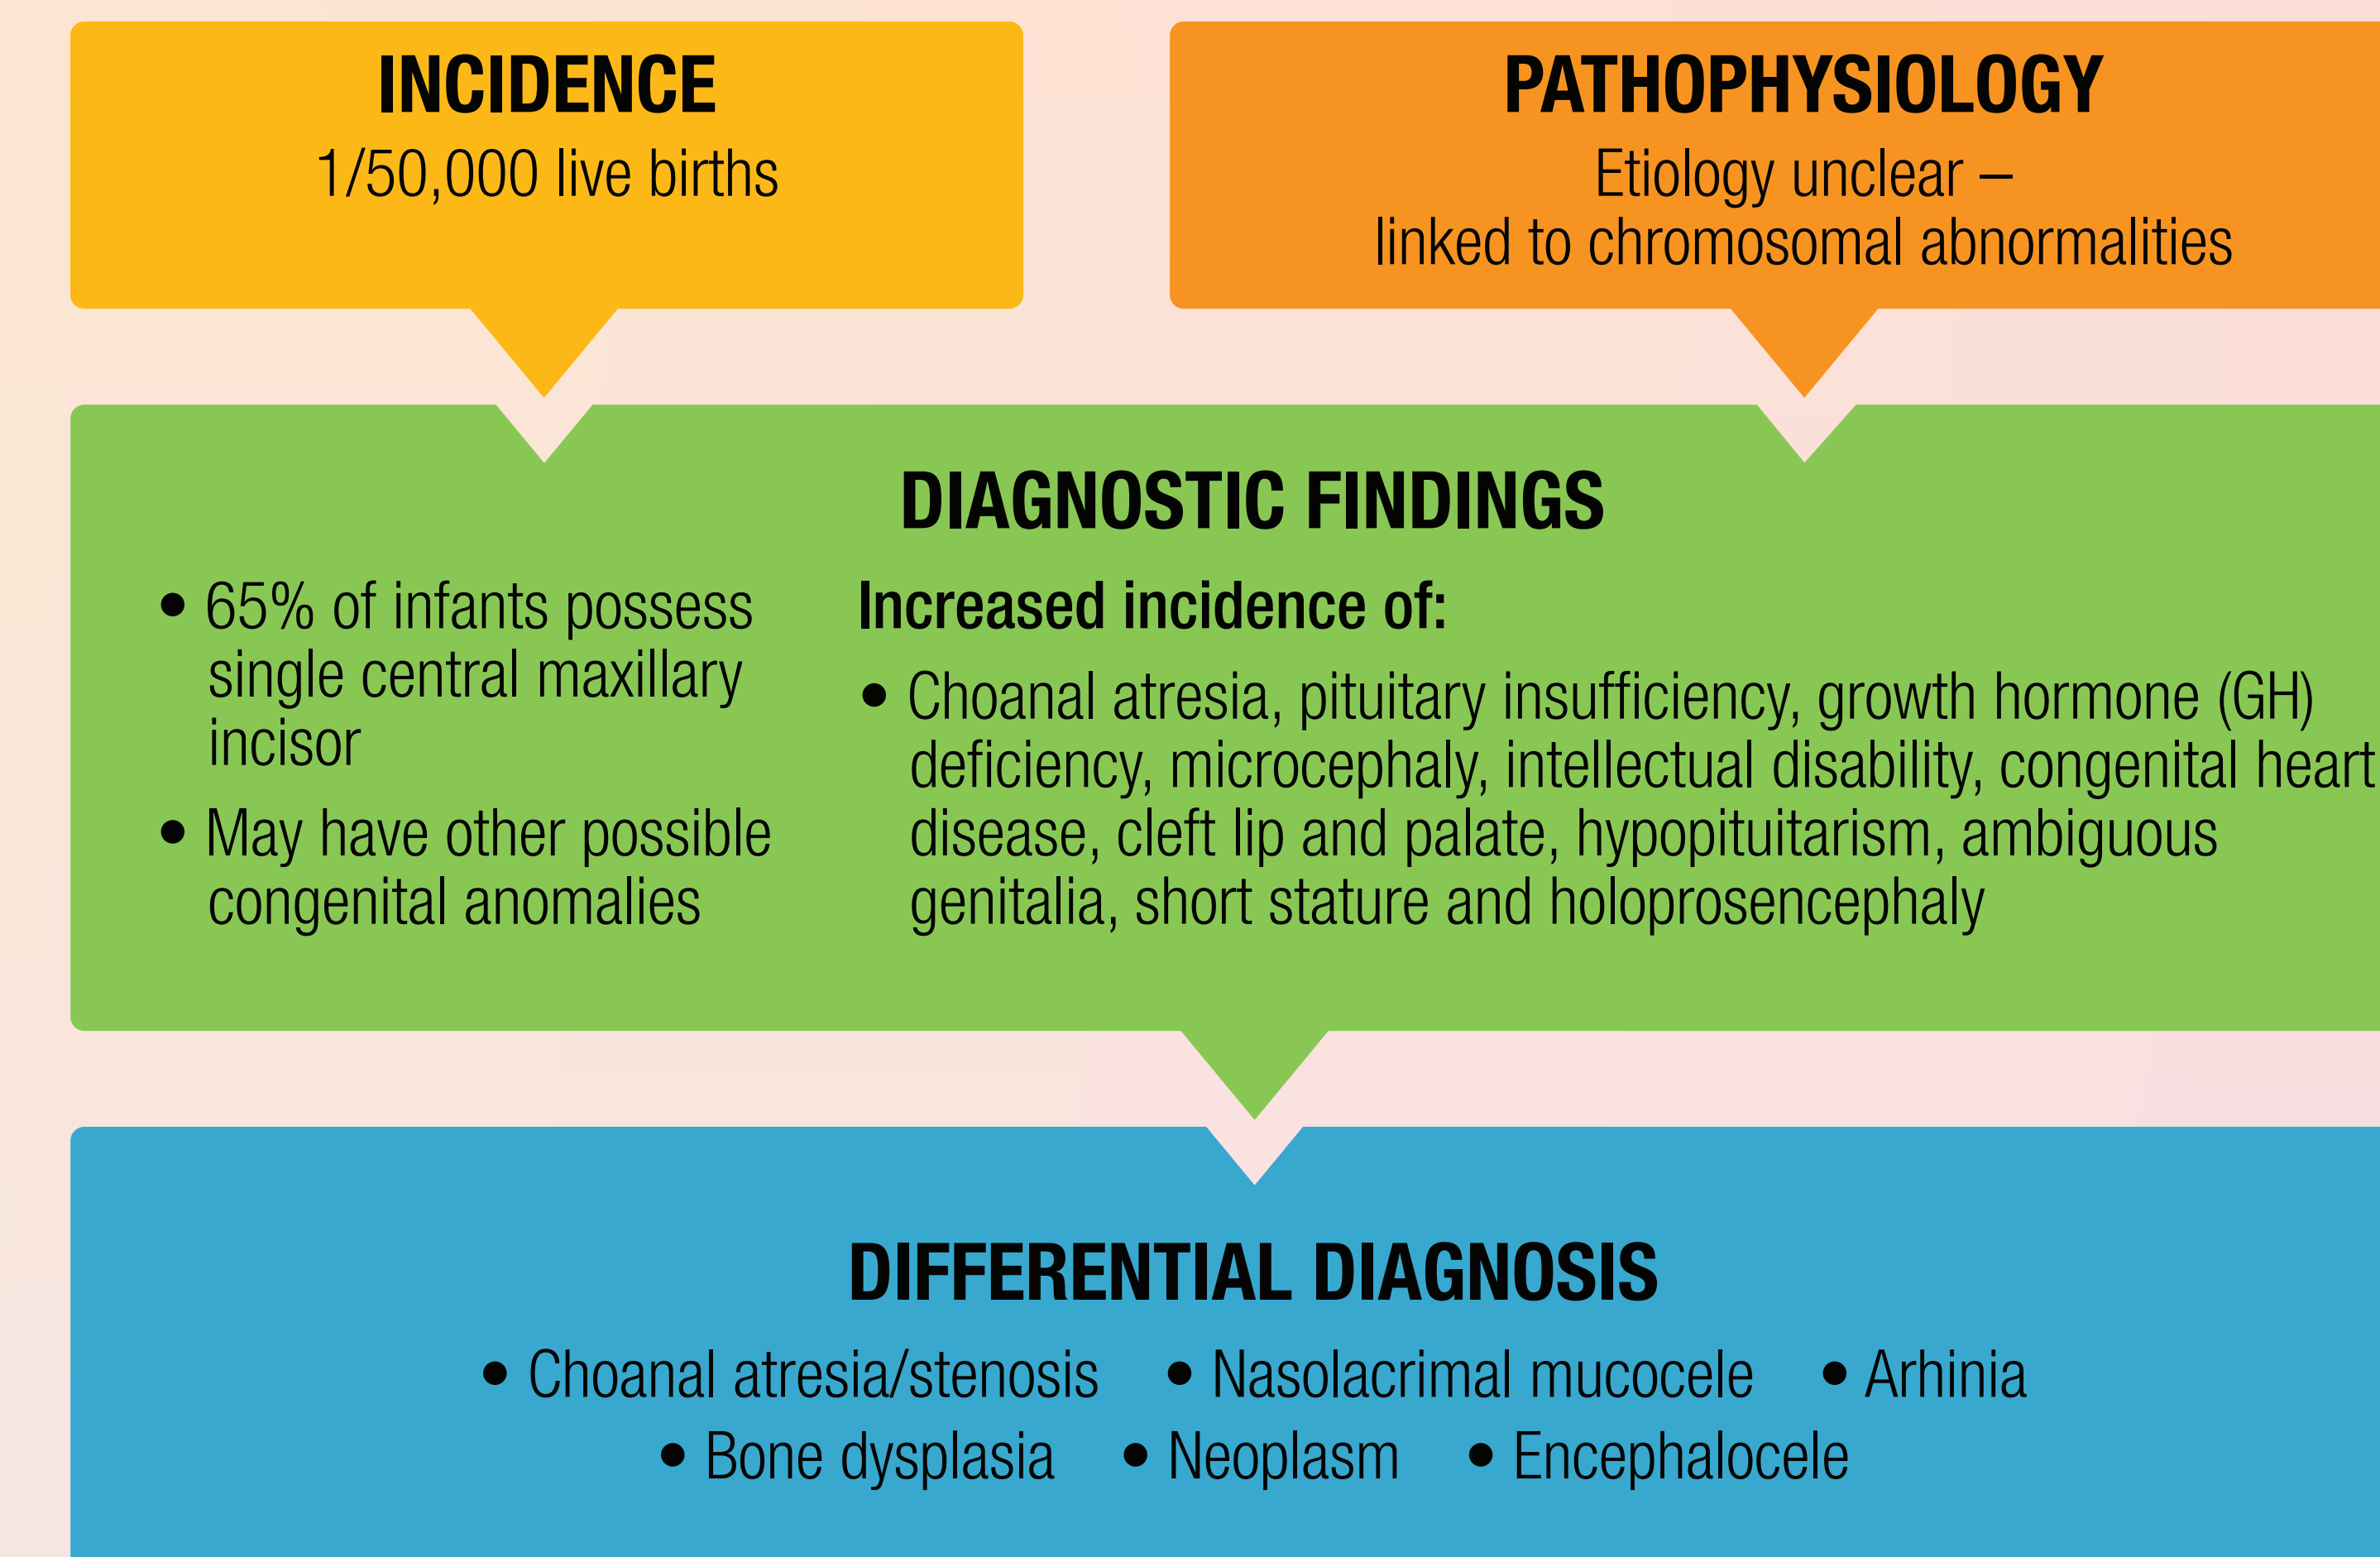 INCIDENCE
1/50,000 live births
PATHOPHYSIOLOGY
Etiology unclear –
linked to chromosomal abnormalities
DIAGNOSTIC FINDINGS
• 65% of infants possess
single central maxillary
incisor
• May have other possible
congenital anomalies
Increased incidence of:
• Choanal atresia, pituitary insufficiency, growth hormone (GH)
deficiency, microcephaly, intellectual disability, congenital heart
disease, cleft lip and palate, hypopituitarism, ambiguous
genitalia, short stature and holoprosencephaly
DIFFERENTIAL DIAGNOSIS
• Choanal atresia/stenosis • Nasolacrimal mucocele • Arhinia
• Bone dysplasia • Neoplasm • Encephalocele